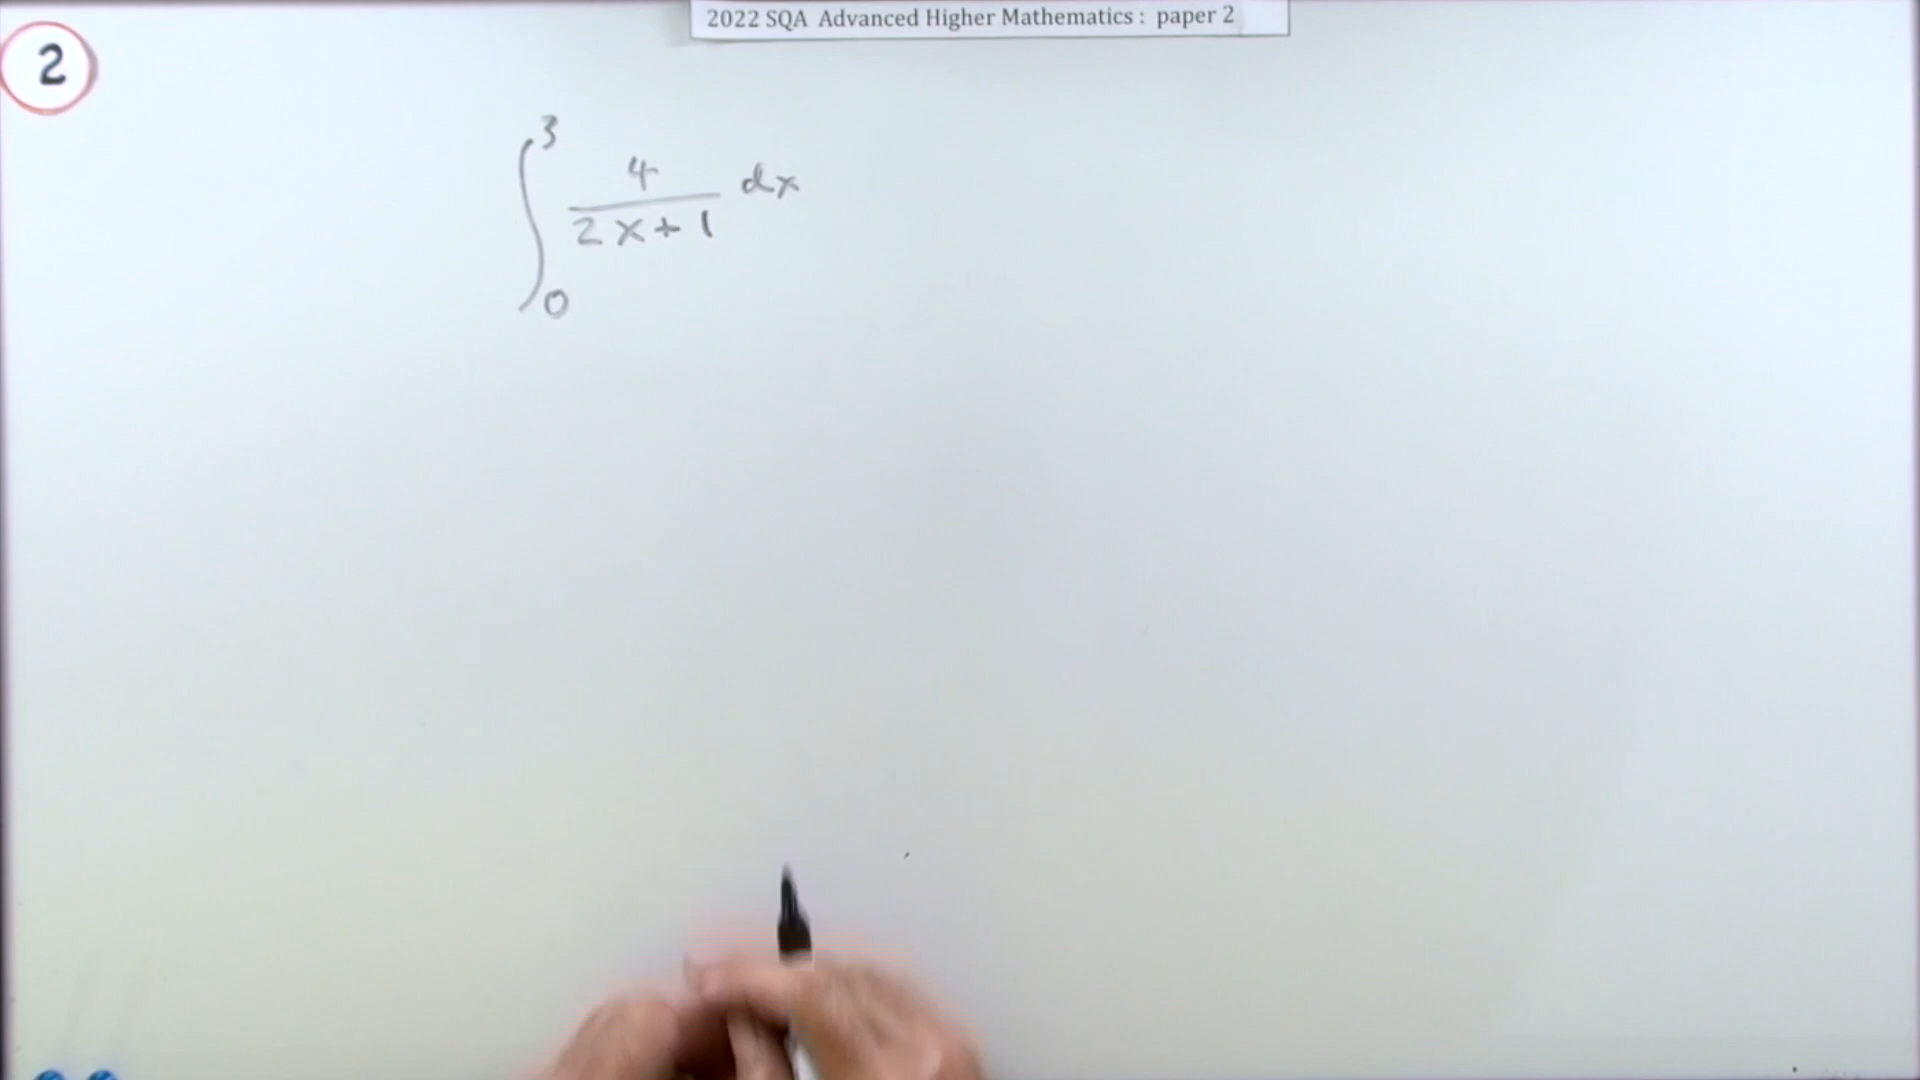 2022 SQA Advanced Higher Mathematics : paper 2
2
∫₀³ 4/(2x+1) dx